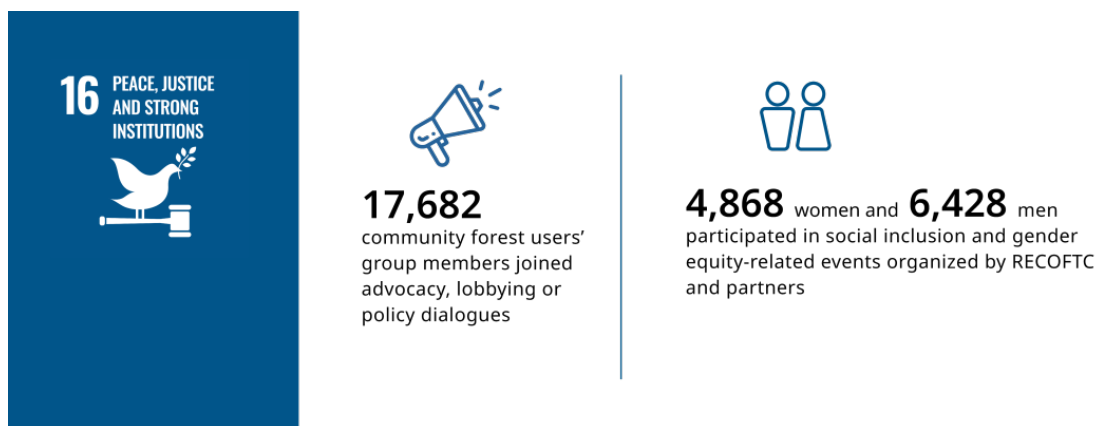 16 PEACE, JUSTICE
AND STRONG
INSTITUTIONS
17,682
community forest users’
group members joined
advocacy, lobbying or
policy dialogues
4,868 women and 6,428 men
participated in social inclusion and gender
equity-related events organized by RECOFTC
and partners